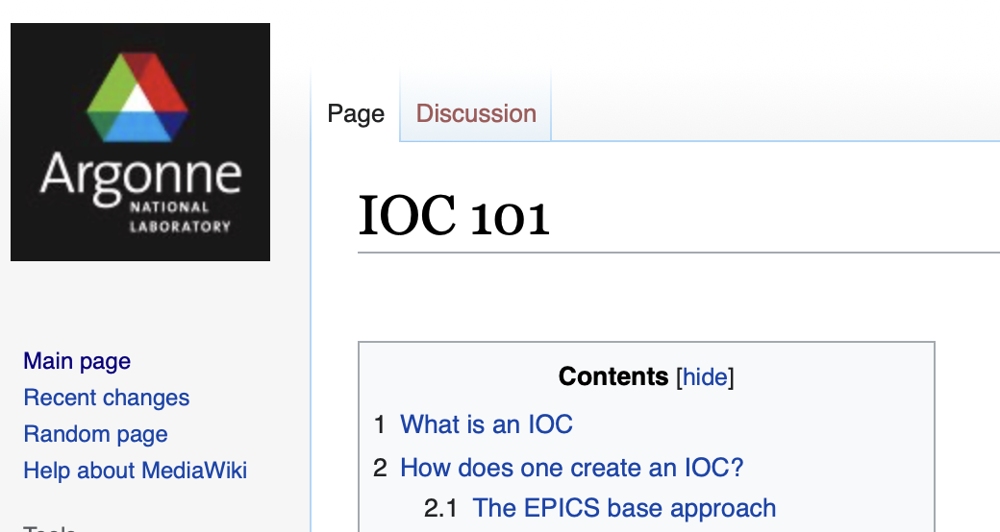 Argonne
NATIONAL
LABORATORY
Main page
Recent changes
Random page
Help about MediaWiki
Tools
Page
Discussion
IOC 101
Contents [hide]
1 What is an IOC
2 How does one create an IOC?
2.1 The EPICS base approach